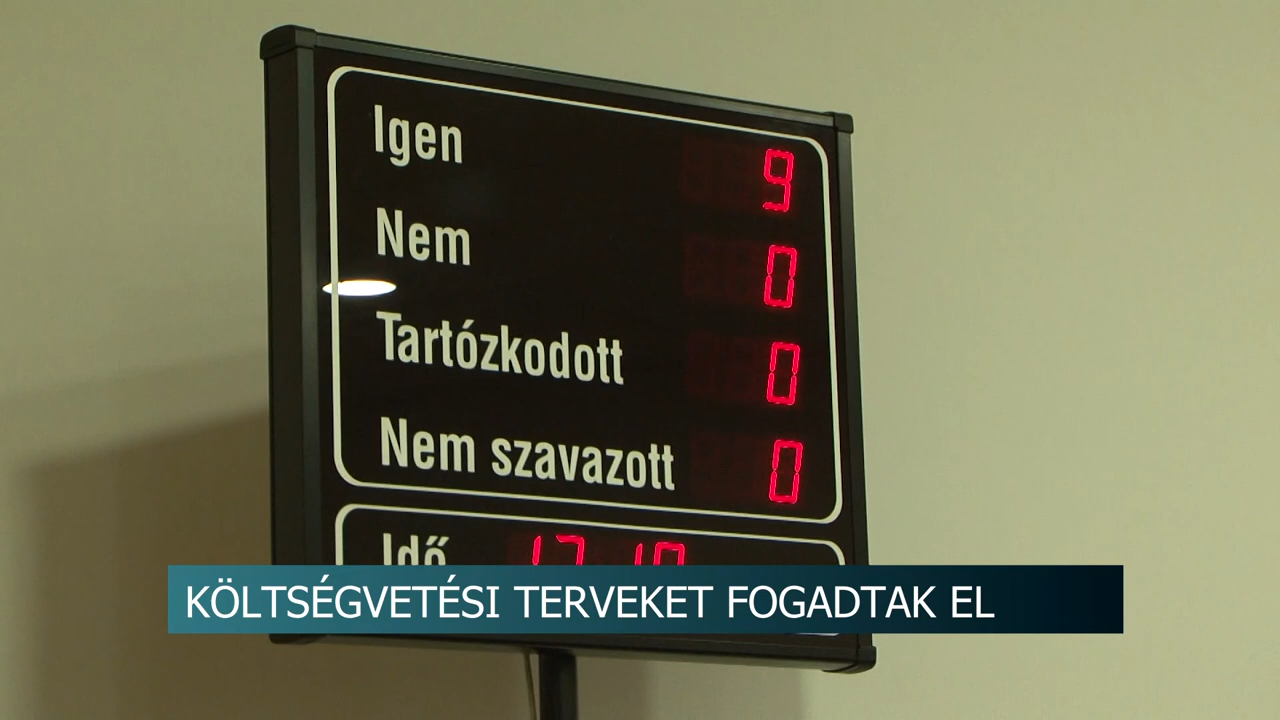 Igen 9
Nem 0
Tartózkodott 0
Nem szavazott 0
Idő
KÖLTSÉGVETÉSI TERVEKET FOGADTAK EL